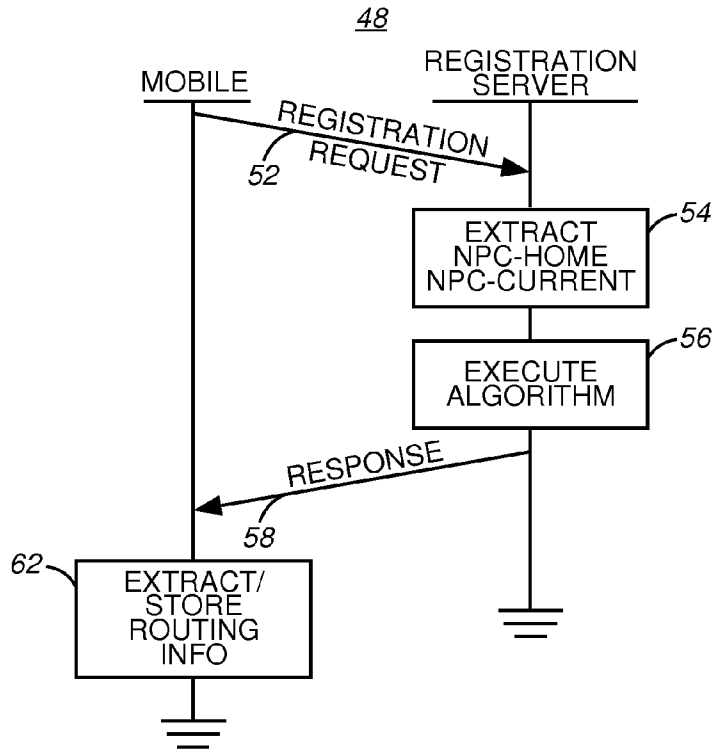 48
MOBILE
REGISTRATION
SERVER
REGISTRATION
REQUEST
52
EXTRACT
NPC-HOME
NPC-CURRENT
54
EXECUTE
ALGORITHM
56
RESPONSE
58
62
EXTRACT/
STORE
ROUTING
INFO